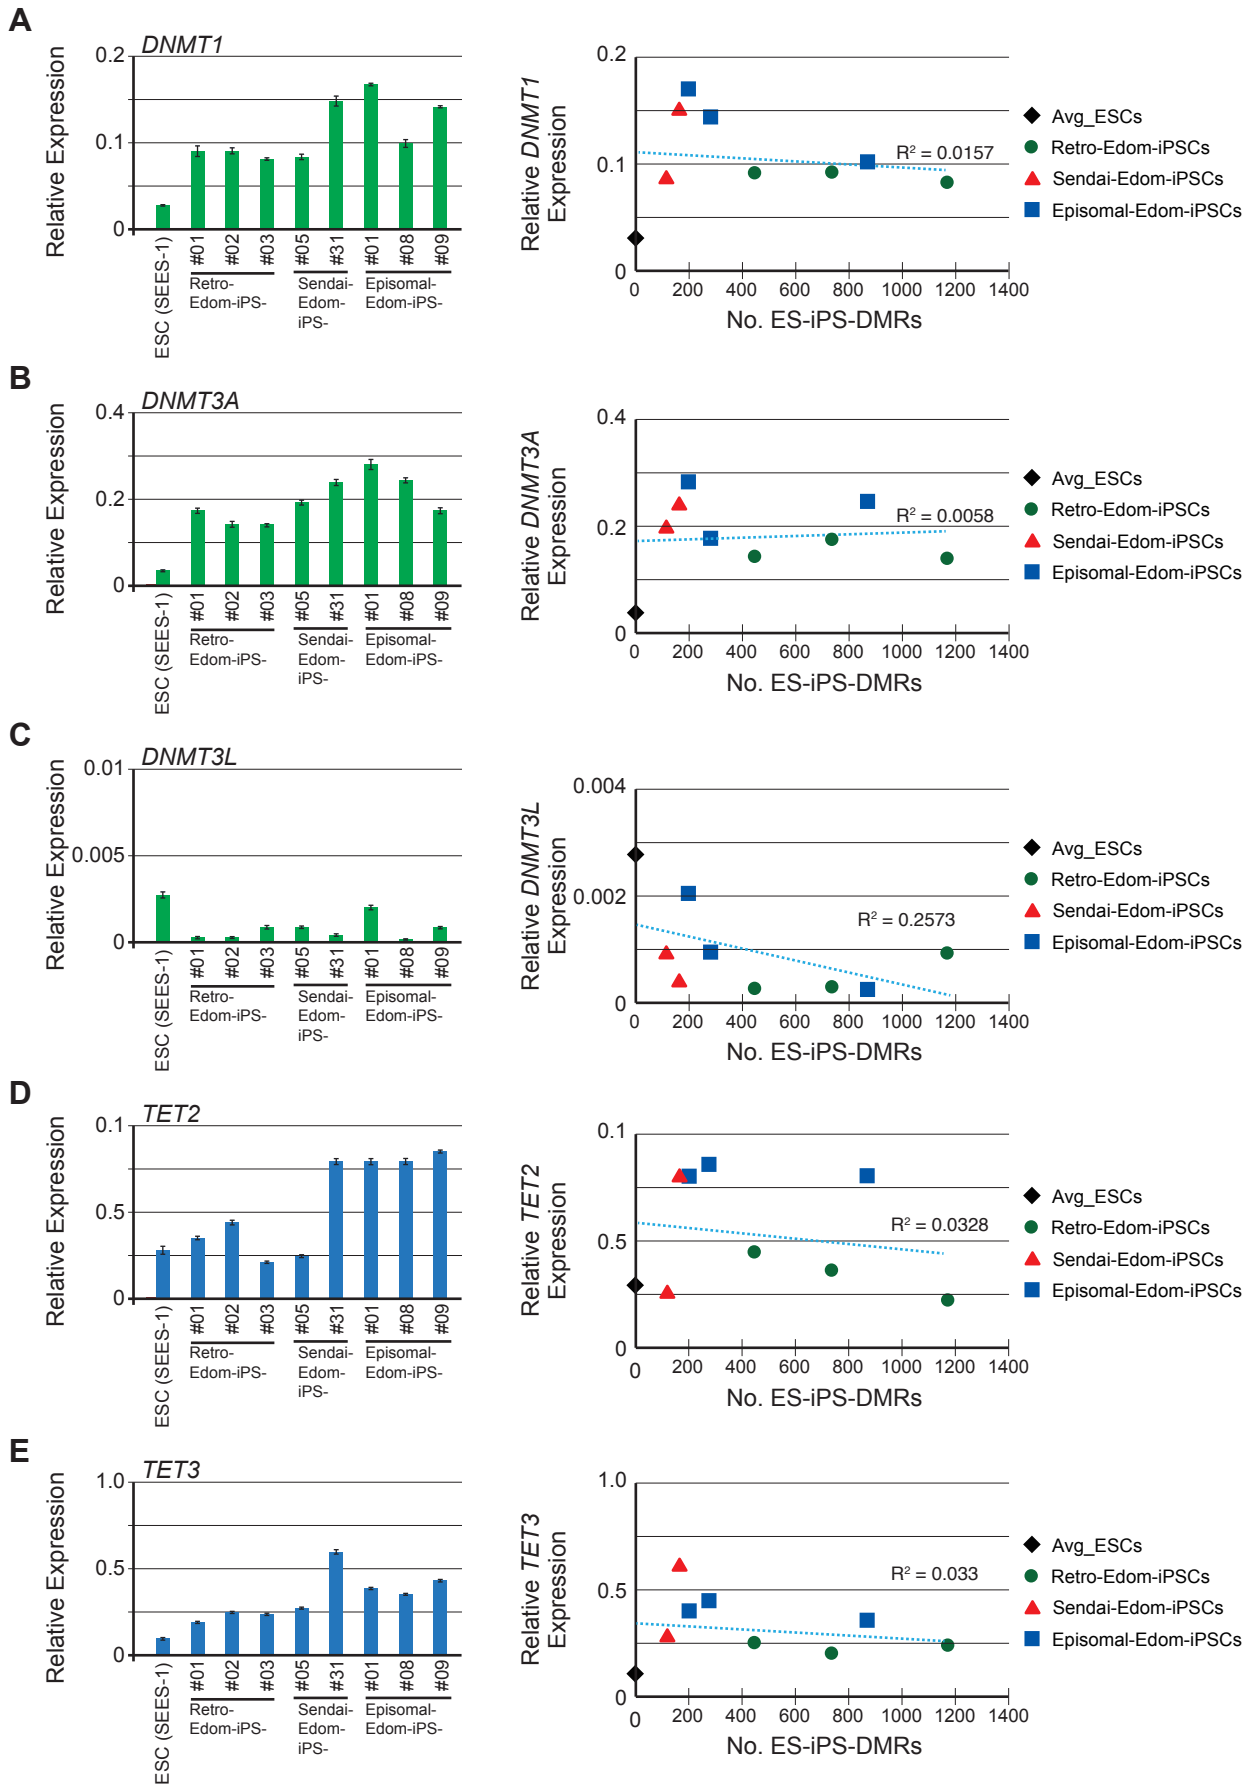 A
DNMT1
Relative Expression
0.2
0.1
0
ESC (SEES-1)
#01
#02
#03
#05
#31
#01
#08
#09
Retro-
Edom-iPS-
Sendai-
Edom-
iPS-
Episomal-
Edom-iPS-
Relative DNMT1
Expression
0.2
0.1
0
R² = 0.0157
0 200 400 600 800 1000 1200 1400
No. ES-iPS-DMRs
Avg_ESCs
Retro-Edom-iPSCs
Sendai-Edom-iPSCs
Episomal-Edom-iPSCs
B
DNMT3A
Relative Expression
0.4
0.2
0
ESC (SEES-1)
#01
#02
#03
#05
#31
#01
#08
#09
Retro-
Edom-iPS-
Sendai-
Edom-
iPS-
Episomal-
Edom-iPS-
Relative DNMT3A
Expression
0.4
0.2
0
R² = 0.0058
0 200 400 600 800 1000 1200 1400
No. ES-iPS-DMRs
Avg_ESCs
Retro-Edom-iPSCs
Sendai-Edom-iPSCs
Episomal-Edom-iPSCs
C
DNMT3L
Relative Expression
0.01
0.005
0
ESC (SEES-1)
#01
#02
#03
#05
#31
#01
#08
#09
Retro-
Edom-iPS-
Sendai-
Edom-
iPS-
Episomal-
Edom-iPS-
Relative DNMT3L
Expression
0.004
0.002
0
R² = 0.2573
0 200 400 600 800 1000 1200 1400
No. ES-iPS-DMRs
Avg_ESCs
Retro-Edom-iPSCs
Sendai-Edom-iPSCs
Episomal-Edom-iPSCs
D
TET2
Relative Expression
0.1
0.5
0
ESC (SEES-1)
#01
#02
#03
#05
#31
#01
#08
#09
Retro-
Edom-iPS-
Sendai-
Edom-
iPS-
Episomal-
Edom-iPS-
Relative TET2
Expression
0.1
0.5
0
R² = 0.0328
0 200 400 600 800 1000 1200 1400
No. ES-iPS-DMRs
Avg_ESCs
Retro-Edom-iPSCs
Sendai-Edom-iPSCs
Episomal-Edom-iPSCs
E
TET3
Relative Expression
1.0
0.5
0
ESC (SEES-1)
#01
#02
#03
#05
#31
#01
#08
#09
Retro-
Edom-iPS-
Sendai-
Edom-
iPS-
Episomal-
Edom-iPS-
Relative TET3
Expression
1.0
0.5
0
R² = 0.033
0 200 400 600 800 1000 1200 1400
No. ES-iPS-DMRs
Avg_ESCs
Retro-Edom-iPSCs
Sendai-Edom-iPSCs
Episomal-Edom-iPSCs